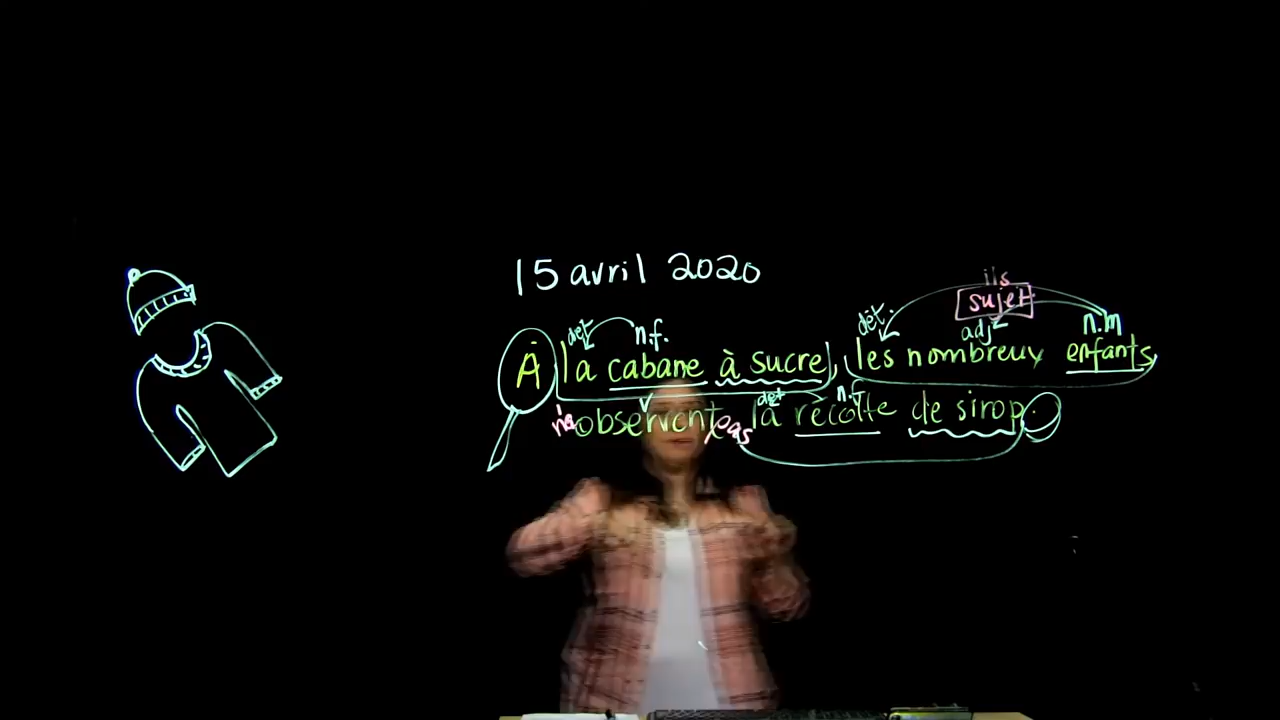 15 avril 2020
ils
sujet
dét n.f. dét. adj n.m
À la cabane à sucre, les nombreux enfants
v dét n.f
n' observent pas la récolte de sirop.